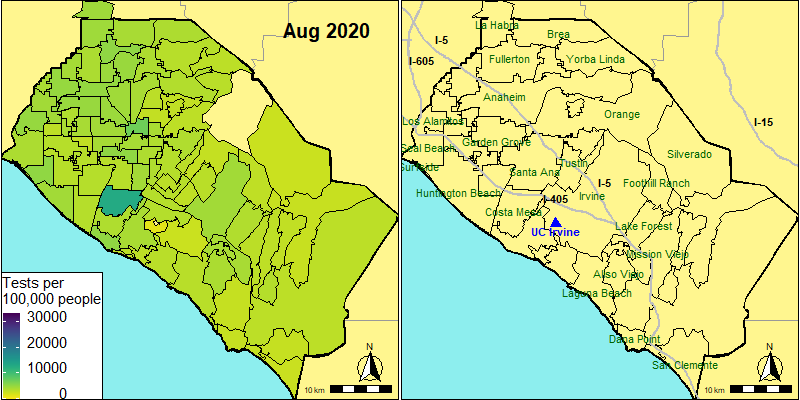 Aug 2020
Tests per
100,000 people
30000
20000
10000
0
N
10 km
La Habra
Brea
I-5
I-605
Fullerton
Yorba Linda
Anaheim
Orange
I-15
Los Alamitos
Garden Grove
Seal Beach
Silverado
Tustin
Surfside
Santa Ana
I-5
Foothill Ranch
Huntington Beach
I-405
Irvine
Costa Mesa
UC Irvine
Lake Forest
Mission Viejo
Aliso Viejo
Laguna Beach
Dana Point
San Clemente
N
10 km